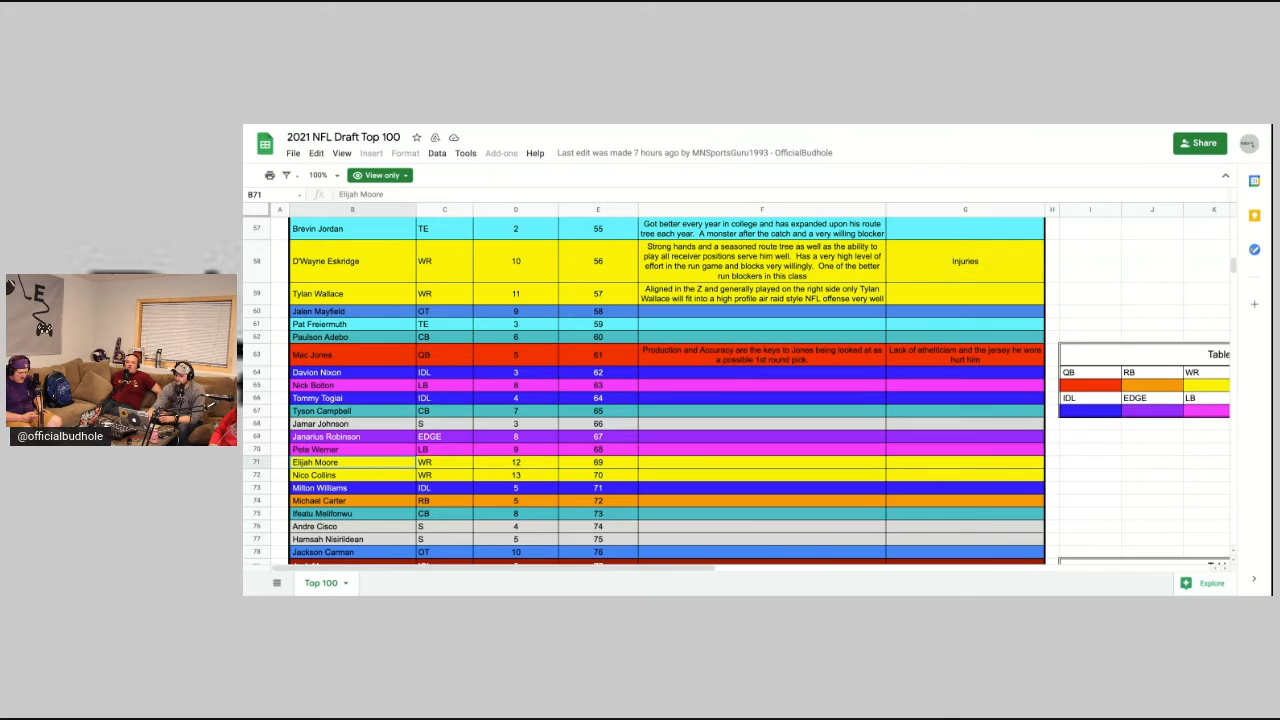 2021 NFL Draft Top 100
Share
File Edit View Insert Format Data Tools Add-ons Help Last edit was made 7 hours ago by MNSportsGuru1993 - OfficialBudhole
100% View only
B71 fx Elijah Moore
A B C D E F G H I J K
57 Brevin Jordan TE 2 55 Got better every year in college and has expanded upon his route
tree each year. A monster after the catch and a very willing blocker
58 D'Wayne Eskridge WR 10 56 Strong hands and a seasoned route tree as well as the ability to
play all receiver positions serve him well. Has a very high level of
effort in the run game and blocks very willingly. One of the better
run blockers in this class
Injuries
59 Tylan Wallace WR 11 57 Aligned in the Z and generally played on the right side only Tylan
Wallace will fit into a high profile air raid style NFL offense very well
60 Jalen Mayfield OT 9 58
61 Pat Freiermuth TE 3 59
62 Paulson Adebo CB 6 60
63 Mac Jones QB 5 61 Production and Accuracy are the keys to Jones being looked at as
a possible 1st round pick.
Lack of athelticism and the jersey he wore
hurt him
64 Davion Nixon IDL 3 62
65 Nick Bolton LB 8 63
66 Tommy Togiai IDL 4 64
67 Tyson Campbell CB 7 65
68 Jamar Johnson S 3 66
69 Janarius Robinson EDGE 8 67
70 Pete Werner LB 9 68
71 Elijah Moore WR 12 69
72 Nico Collins WR 13 70
73 Milton Williams IDL 5 71
74 Michael Carter RB 5 72
75 Ifeatu Melifonwu CB 8 73
76 Andre Cisco S 4 74
77 Hamsah Nisirildean S 5 75
78 Jackson Carman OT 10 76
Table
QB RB WR
IDL EDGE LB
@officialbudhole
Top 100
Explore